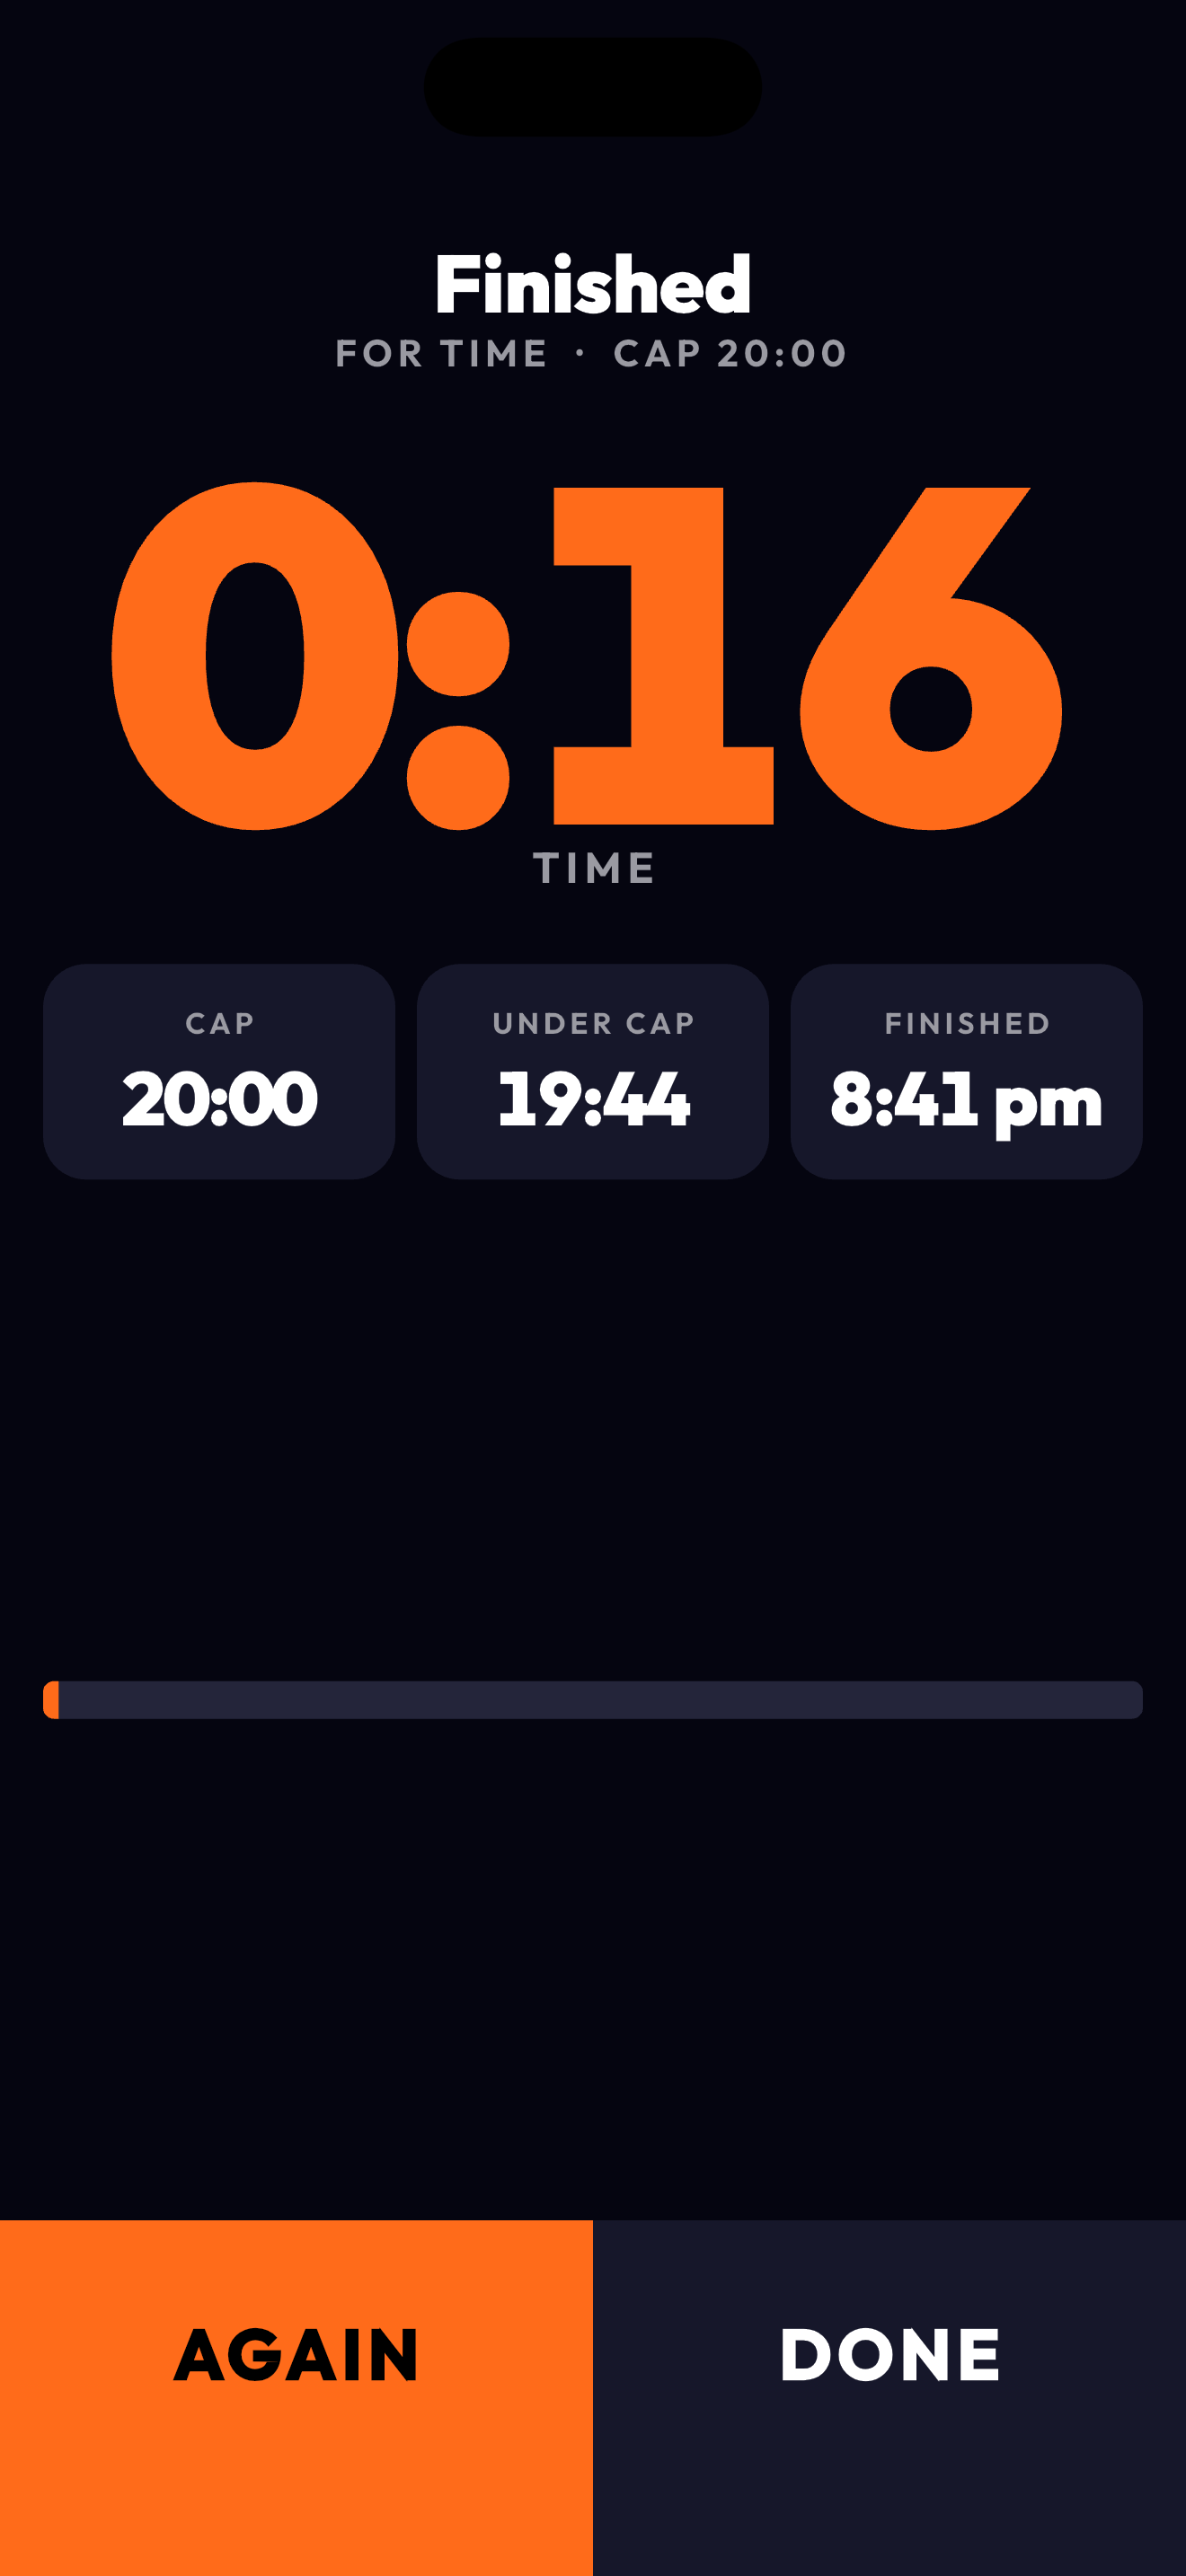 Finished
FOR TIME · CAP 20:00
0:16
TIME
CAP
20:00
UNDER CAP
19:44
FINISHED
8:41 pm
AGAIN
DONE